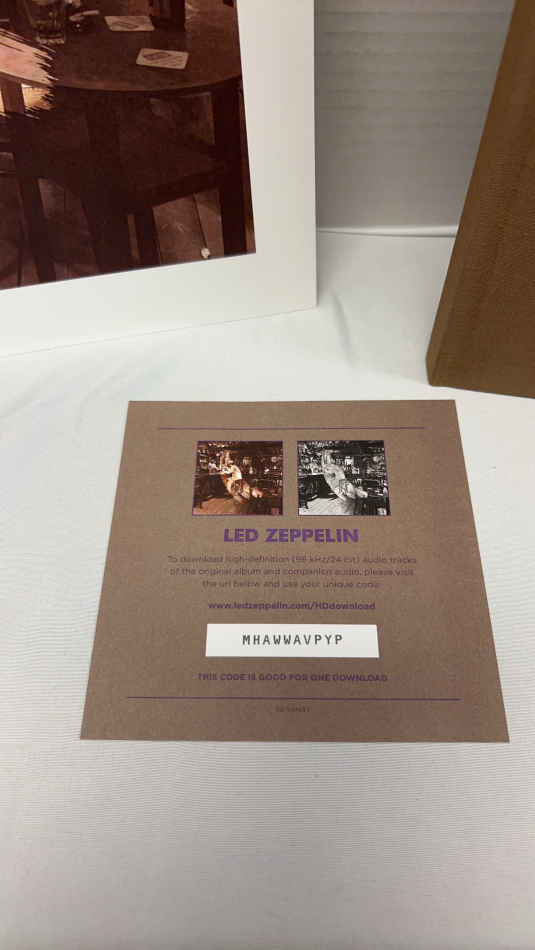 LED ZEPPELIN
To download high-definition (96 kHz/24 bit) audio tracks
of the original album and companion audio, please visit
the url below and use your unique code:
www.ledzeppelin.com/HDdownload
MHAWWAVPYP
THIS CODE IS GOOD FOR ONE DOWNLOAD